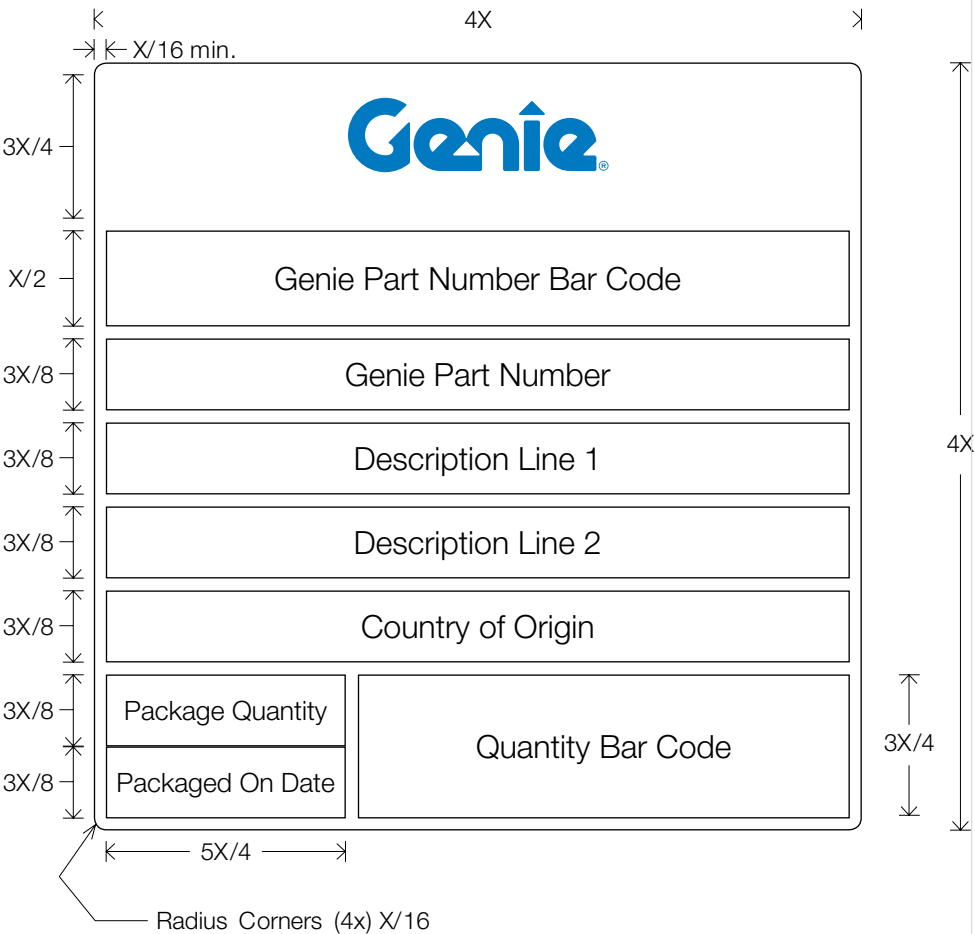 4X
X/16 min.
3X/4
Genie®
X/2
Genie Part Number Bar Code
3X/8
Genie Part Number
3X/8
Description Line 1
4X
3X/8
Description Line 2
3X/8
Country of Origin
3X/8
Package Quantity
Quantity Bar Code
3X/4
3X/8
Packaged On Date
5X/4
Radius Corners (4x) X/16